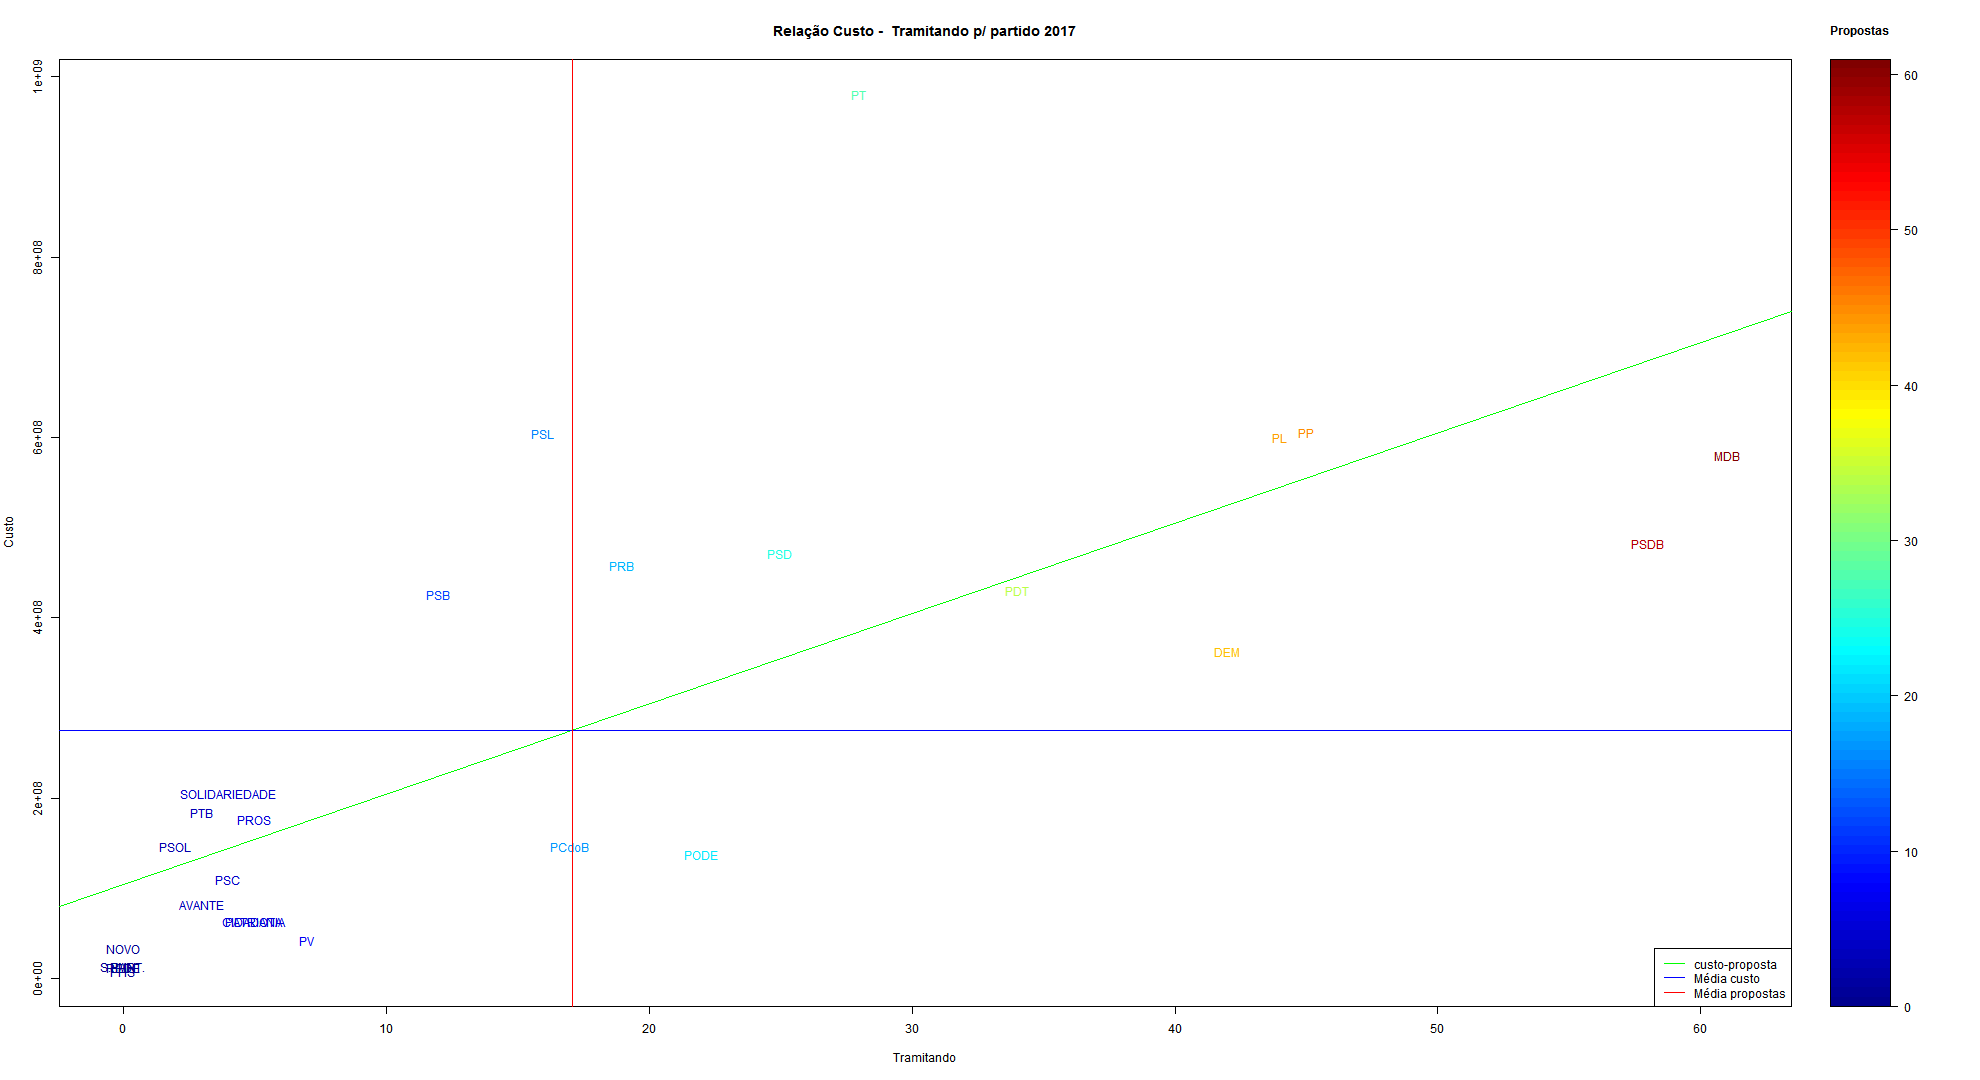 Relação Custo -  Tramitando p/ partido 2017
Propostas
1e+09
8e+08
6e+08
4e+08
2e+08
0e+00
Custo
PT
PSL
PL
PP
MDB
PSDB
PSD
PRB
PSB
PDT
DEM
SOLIDARIEDADE
PTB
PROS
PSOL
PCdoB
PODE
PSC
AVANTE
PV
NOVO
custo-proposta
Média custo
Média propostas
0
10
20
30
40
50
60
Tramitando
60
50
40
30
20
10
0